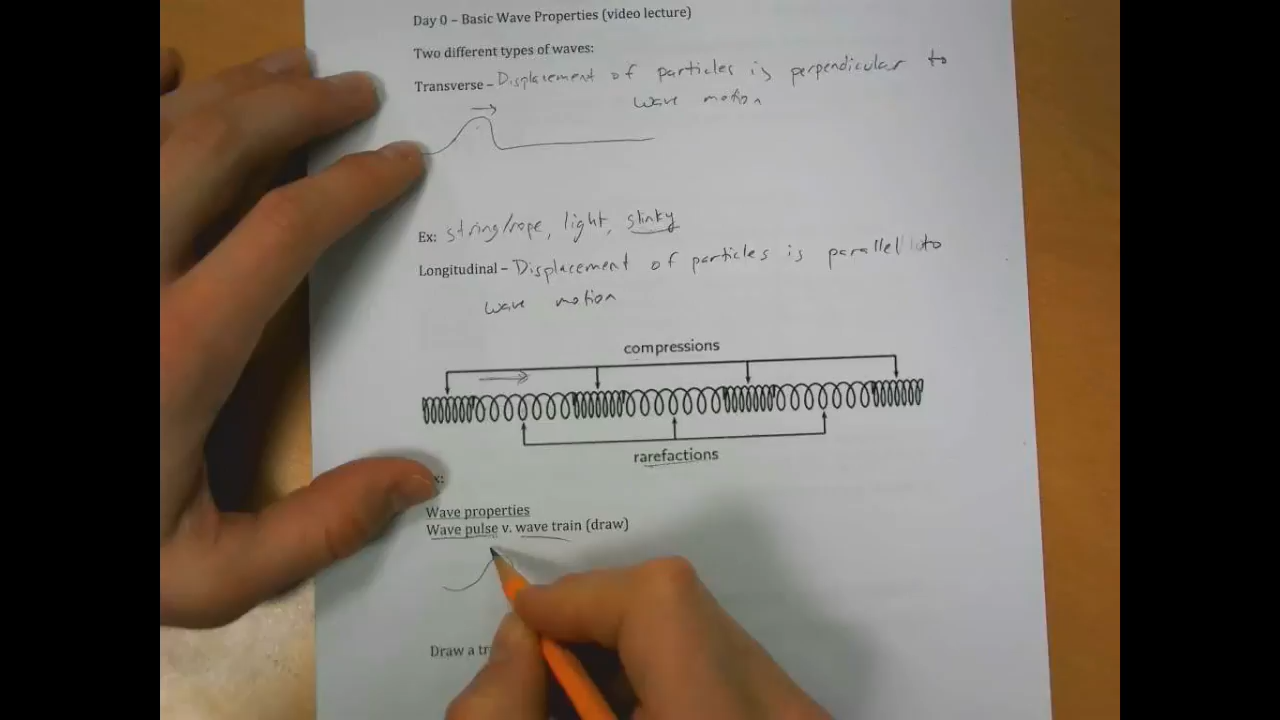 Day 0 – Basic Wave Properties (video lecture)
Two different types of waves:
Transverse – Displacement of particles is perpendicular to
wave motion
Ex: string/rope, light, slinky
Longitudinal – Displacement of particles is parallel to
wave motion
compressions
rarefactions
x:
Wave properties
Wave pulse v. wave train (draw)
Draw a tr